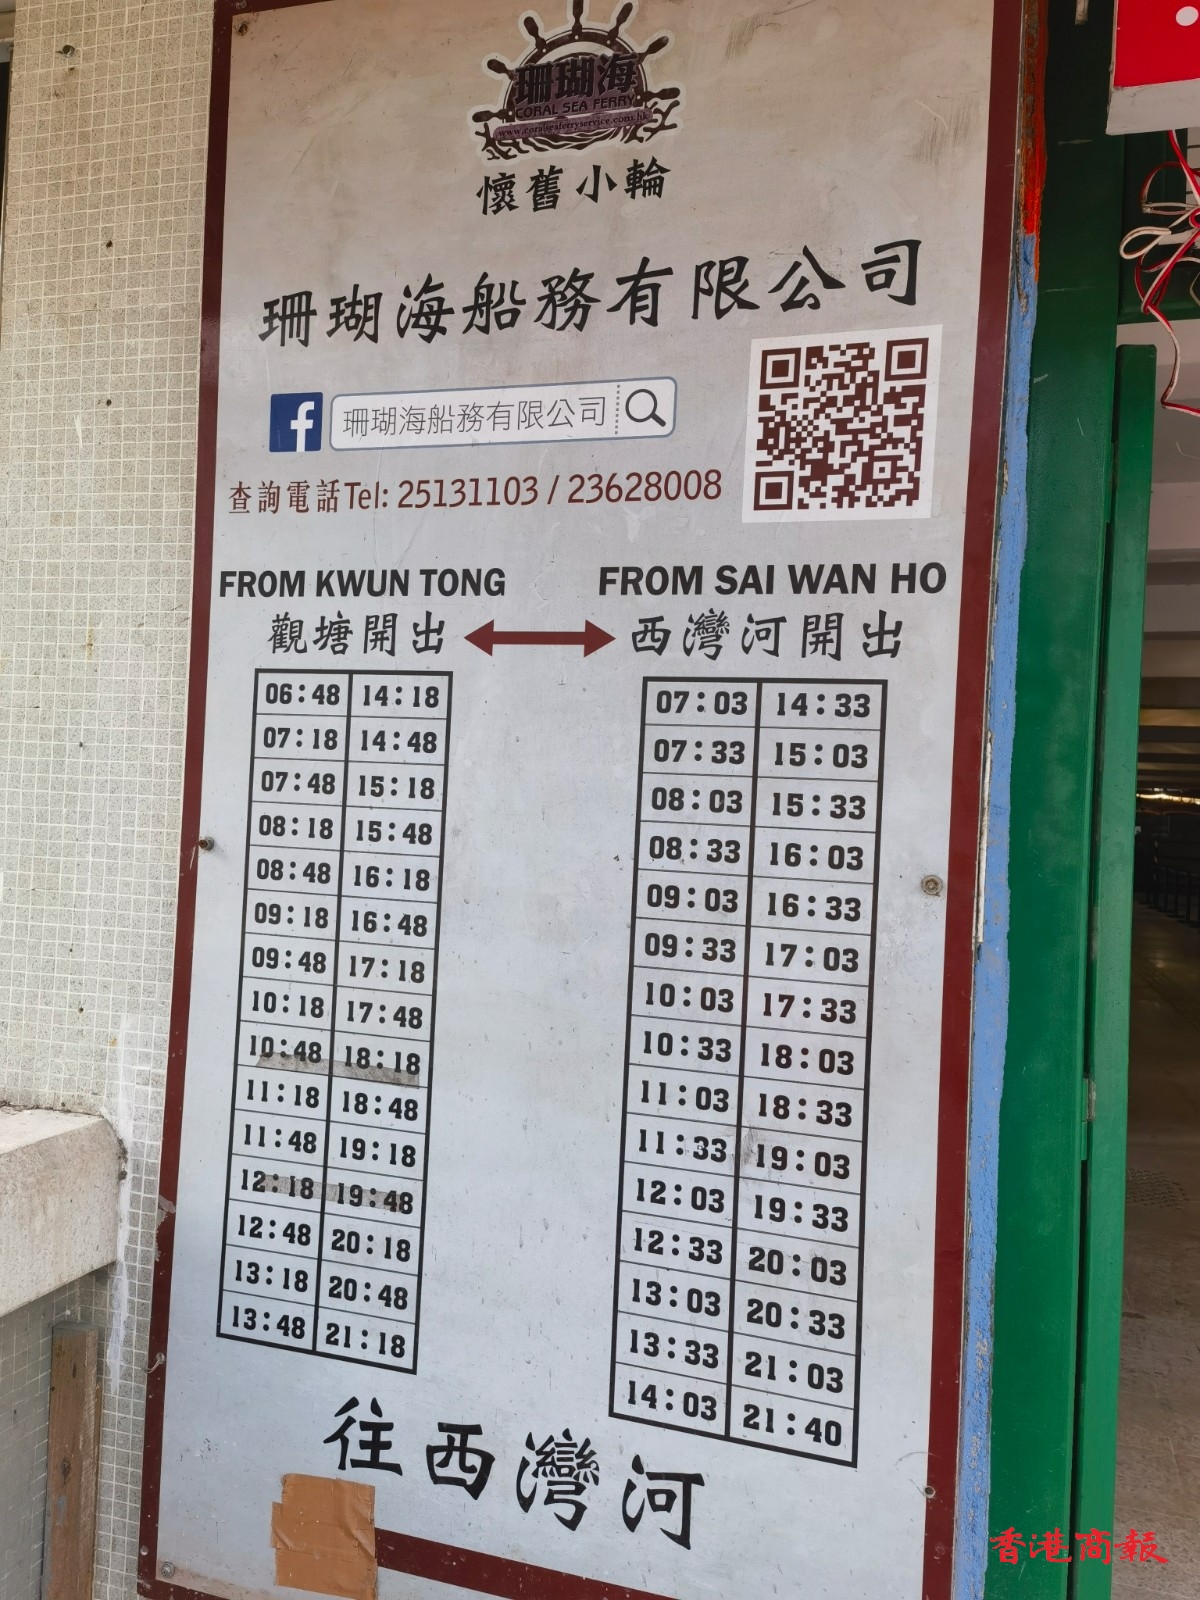 珊瑚海
CORAL SEA FERRY
www.coralseaferryservice.com.hk
懷舊小輪
珊瑚海船務有限公司
f 珊瑚海船務有限公司
查詢電話Tel: 25131103 / 23628008
FROM KWUN TONG
觀塘開出
06:48 14:18
07:18 14:48
07:48 15:18
08:18 15:48
08:48 16:18
09:18 16:48
09:48 17:18
10:18 17:48
10:48 18:18
11:18 18:48
11:48 19:18
12:18 19:48
12:48 20:18
13:18 20:48
13:48 21:18
FROM SAI WAN HO
西灣河開出
07:03 14:33
07:33 15:03
08:03 15:33
08:33 16:03
09:03 16:33
09:33 17:03
10:03 17:33
10:33 18:03
11:03 18:33
11:33 19:03
12:03 19:33
12:33 20:03
13:03 20:33
13:33 21:03
14:03 21:40
往西灣河
香港商報